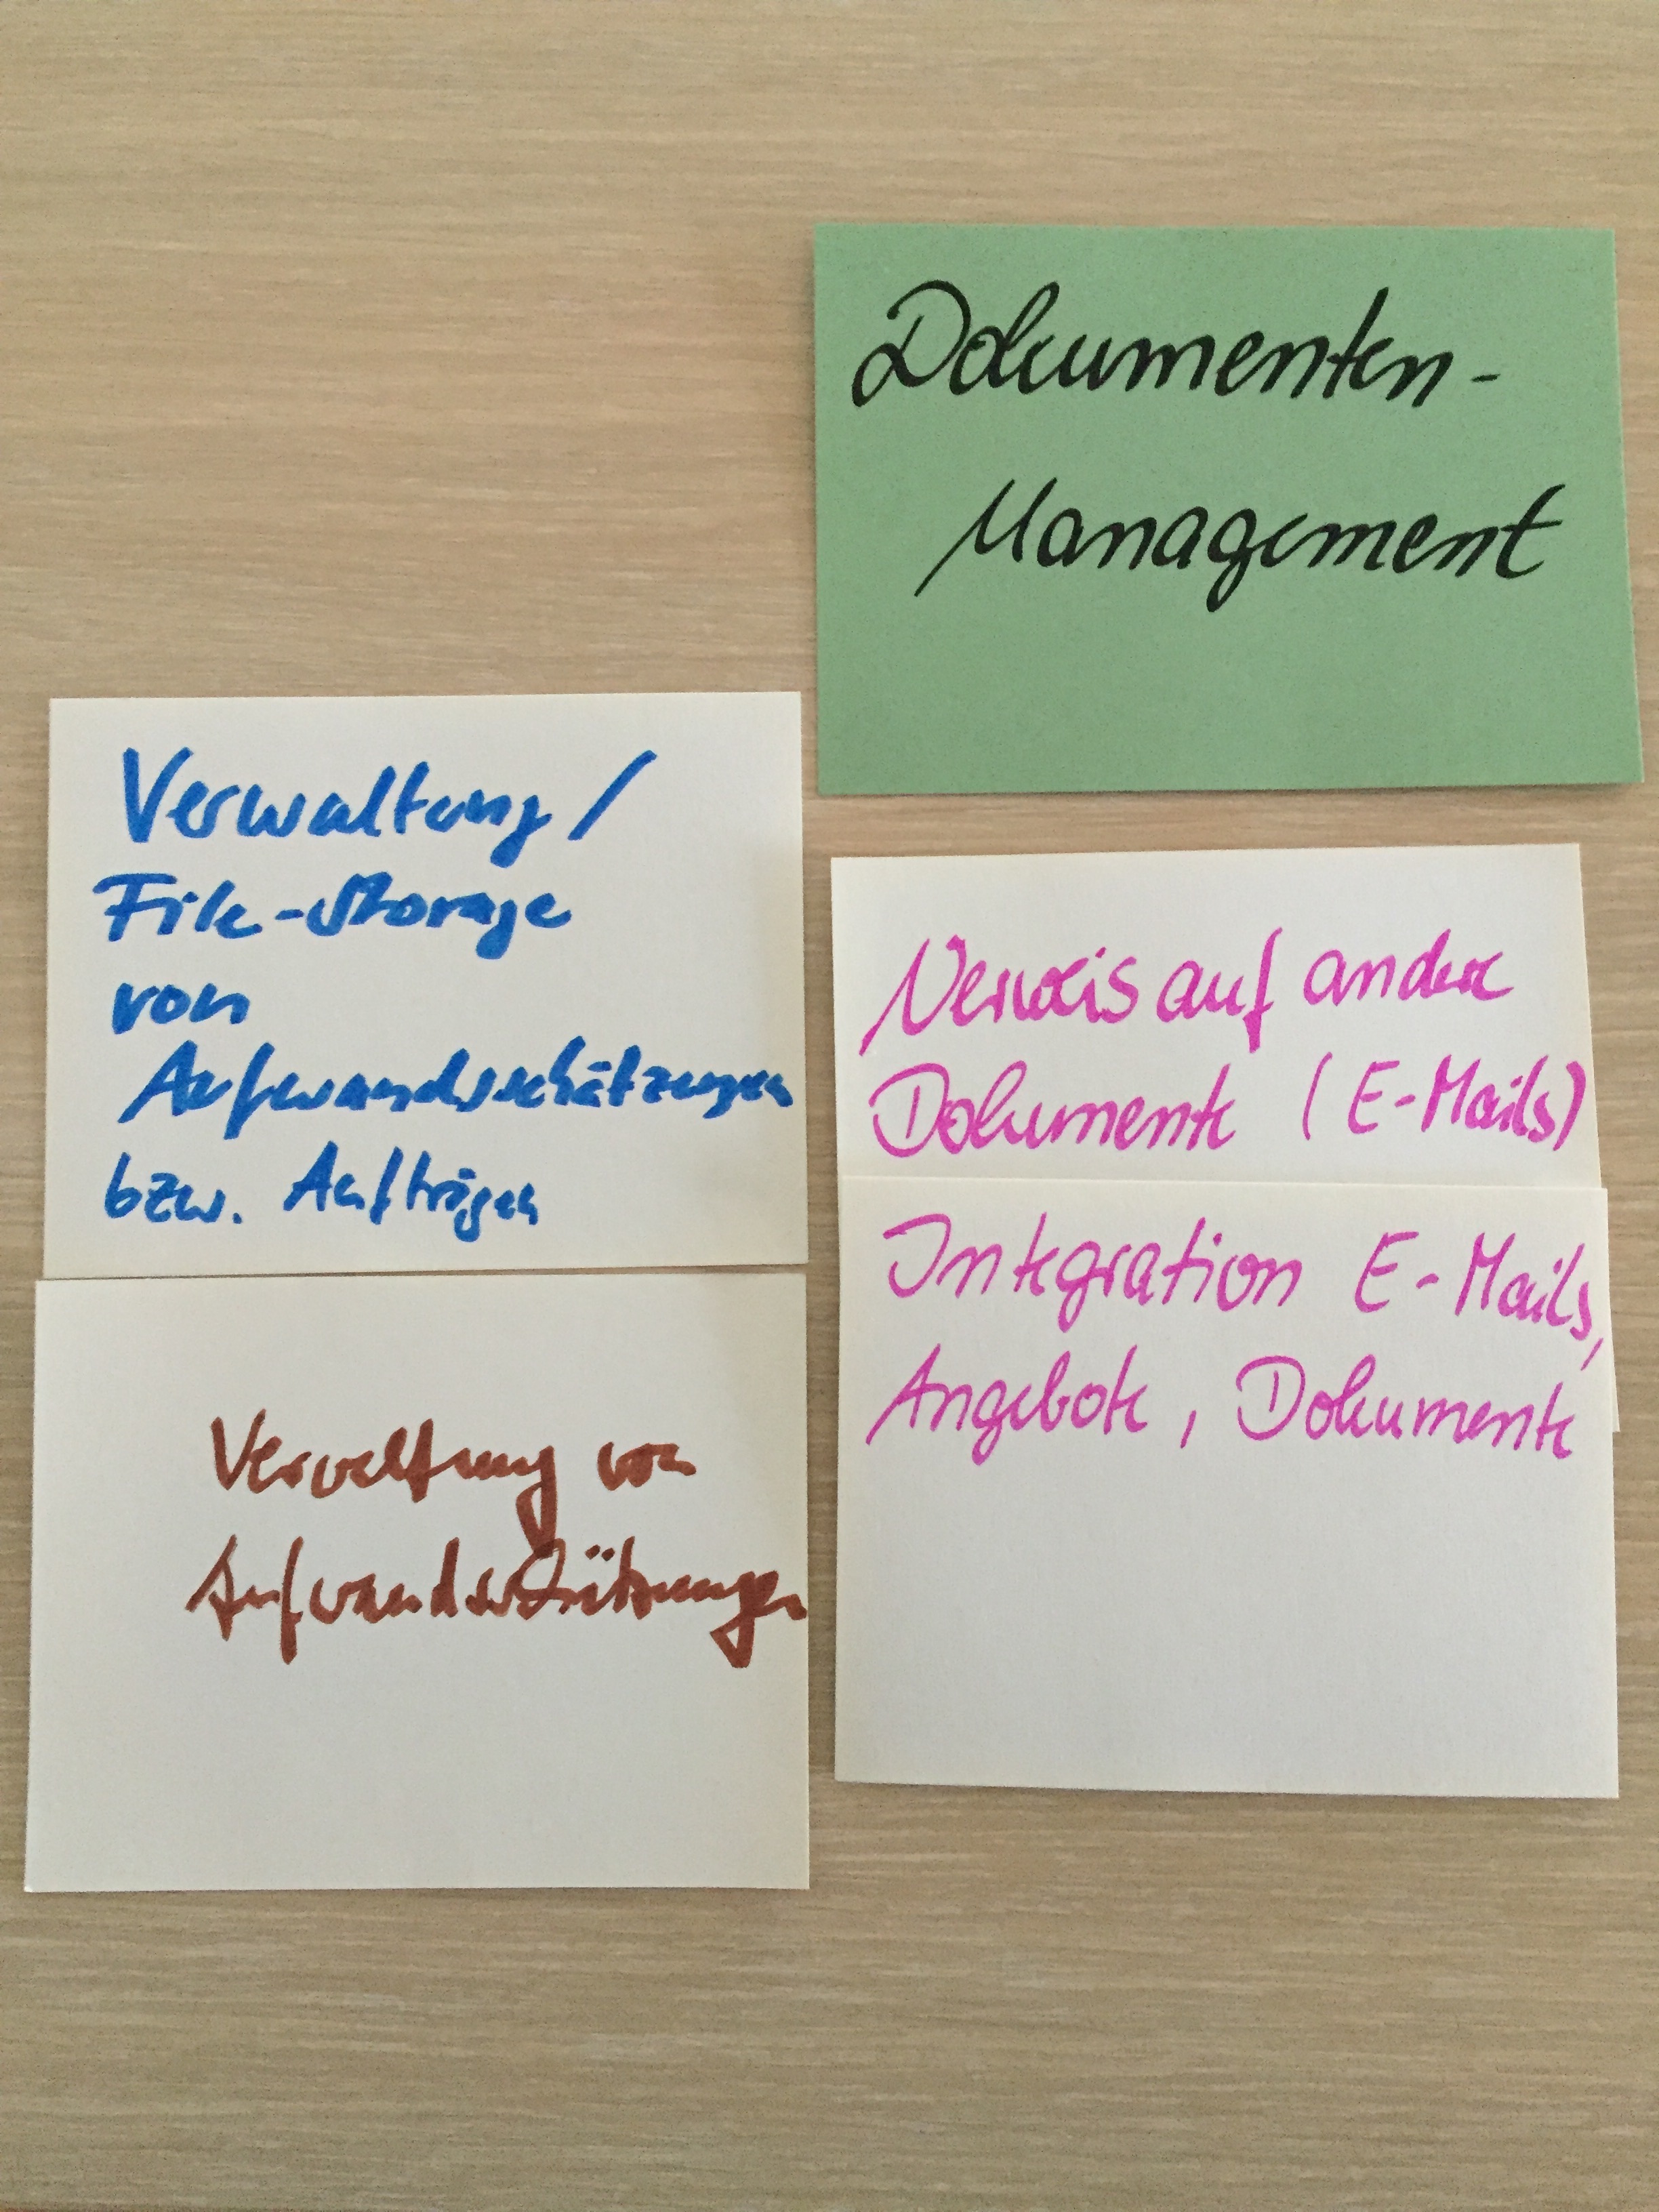 Dokumenten-
Management
Verwaltung /
File-Storage
von
Aufwandsschätzungen
bzw. Aufträgen
Verwaltung von
Aufwandsschätzungen
Verweis auf andere
Dokumente (E-Mails)
Integration E-Mails,
Angebote, Dokumente